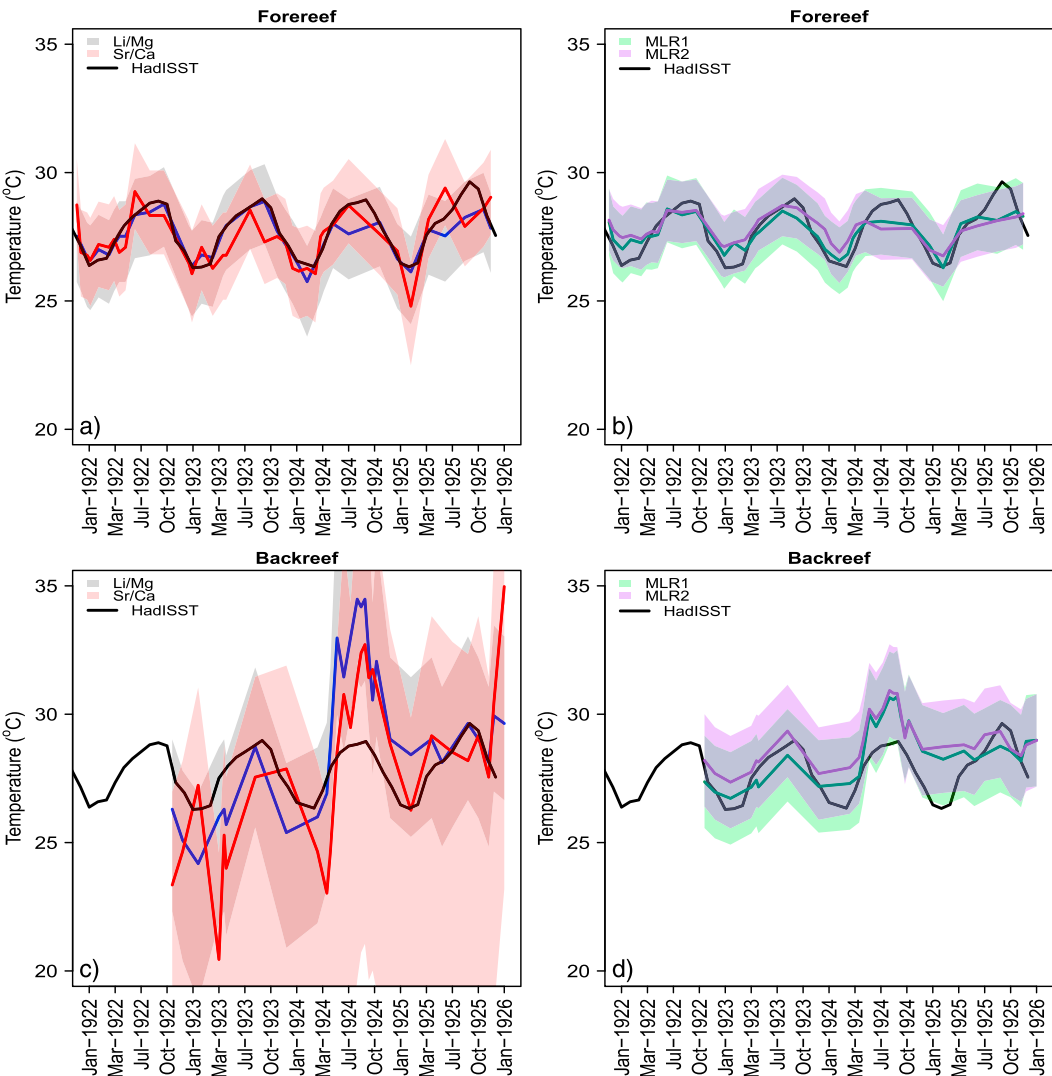 Forereef
Li/Mg
Sr/Ca
HadISST
Temperature (°C)
35
30
25
20
a)
Jan−1922
Mar−1922
Jul−1922
Oct−1922
Jan−1923
Mar−1923
Jul−1923
Oct−1923
Jan−1924
Mar−1924
Jul−1924
Oct−1924
Jan−1925
Mar−1925
Jul−1925
Oct−1925
Jan−1926
Forereef
MLR1
MLR2
HadISST
Temperature (°C)
35
30
25
20
b)
Jan−1922
Mar−1922
Jul−1922
Oct−1922
Jan−1923
Mar−1923
Jul−1923
Oct−1923
Jan−1924
Mar−1924
Jul−1924
Oct−1924
Jan−1925
Mar−1925
Jul−1925
Oct−1925
Jan−1926
Backreef
Li/Mg
Sr/Ca
HadISST
Temperature (°C)
35
30
25
20
c)
Jan−1922
Mar−1922
Jul−1922
Oct−1922
Jan−1923
Mar−1923
Jul−1923
Oct−1923
Jan−1924
Mar−1924
Jul−1924
Oct−1924
Jan−1925
Mar−1925
Jul−1925
Oct−1925
Jan−1926
Backreef
MLR1
MLR2
HadISST
Temperature (°C)
35
30
25
20
d)
Jan−1922
Mar−1922
Jul−1922
Oct−1922
Jan−1923
Mar−1923
Jul−1923
Oct−1923
Jan−1924
Mar−1924
Jul−1924
Oct−1924
Jan−1925
Mar−1925
Jul−1925
Oct−1925
Jan−1926